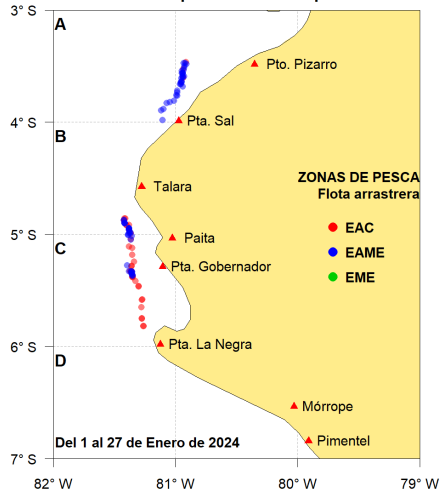 3° S
A
Pto. Pizarro
4° S
Pta. Sal
B
ZONAS DE PESCA
Flota arrastrera
Talara
EAC
Paita
5° S
EAME
C
Pta. Gobernador
EME
6° S
Pta. La Negra
D
Mórrope
Del 1 al 27 de Enero de 2024
Pimentel
7° S
82° W
81° W
80° W
79° W